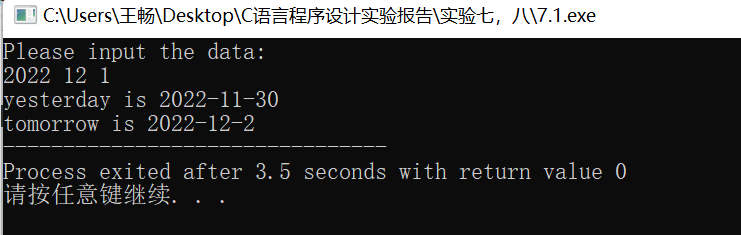 C:\Users\王畅\Desktop\C语言程序设计实验报告\实验七，八\7.1.exe
Please input the data:
2022 12 1
yesterday is 2022-11-30
tomorrow is 2022-12-2
--------------------------------
Process exited after 3.5 seconds with return value 0
请按任意键继续. . .